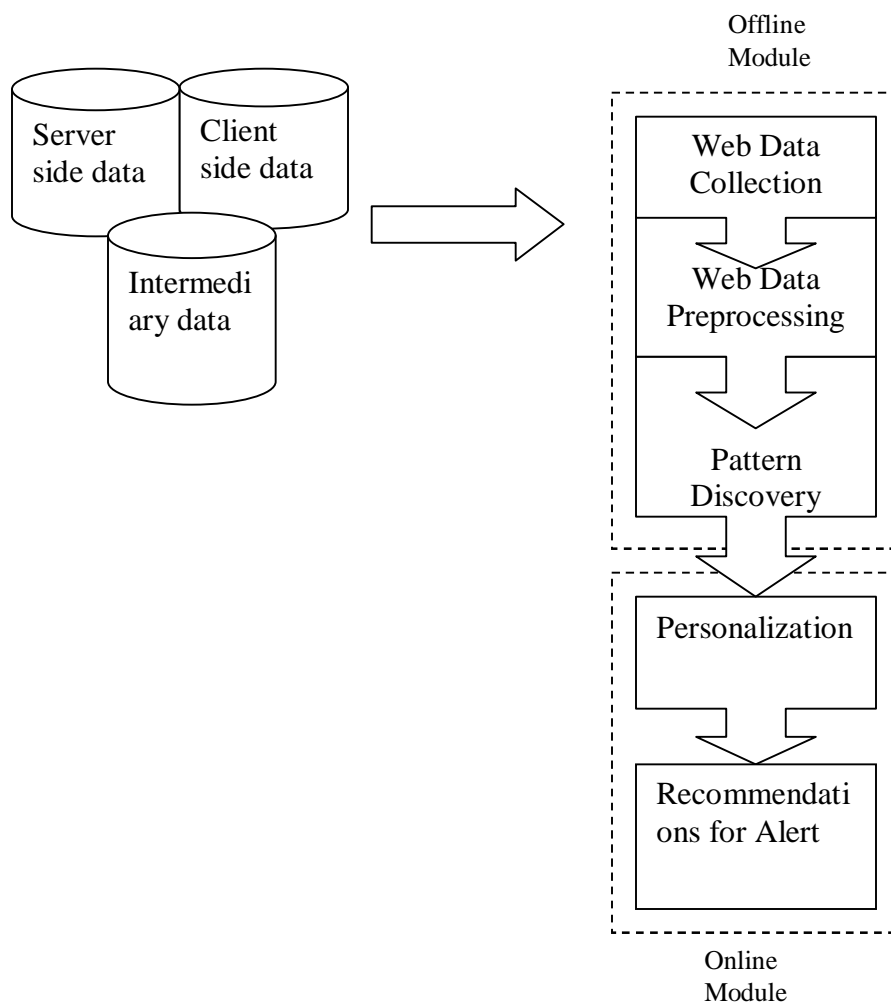 Offline
Module
Server
side data
Client
side data
Intermedi
ary data
Web Data
Collection
Web Data
Preprocessing
Pattern
Discovery
Personalization
Recommendati
ons for Alert
Online
Module